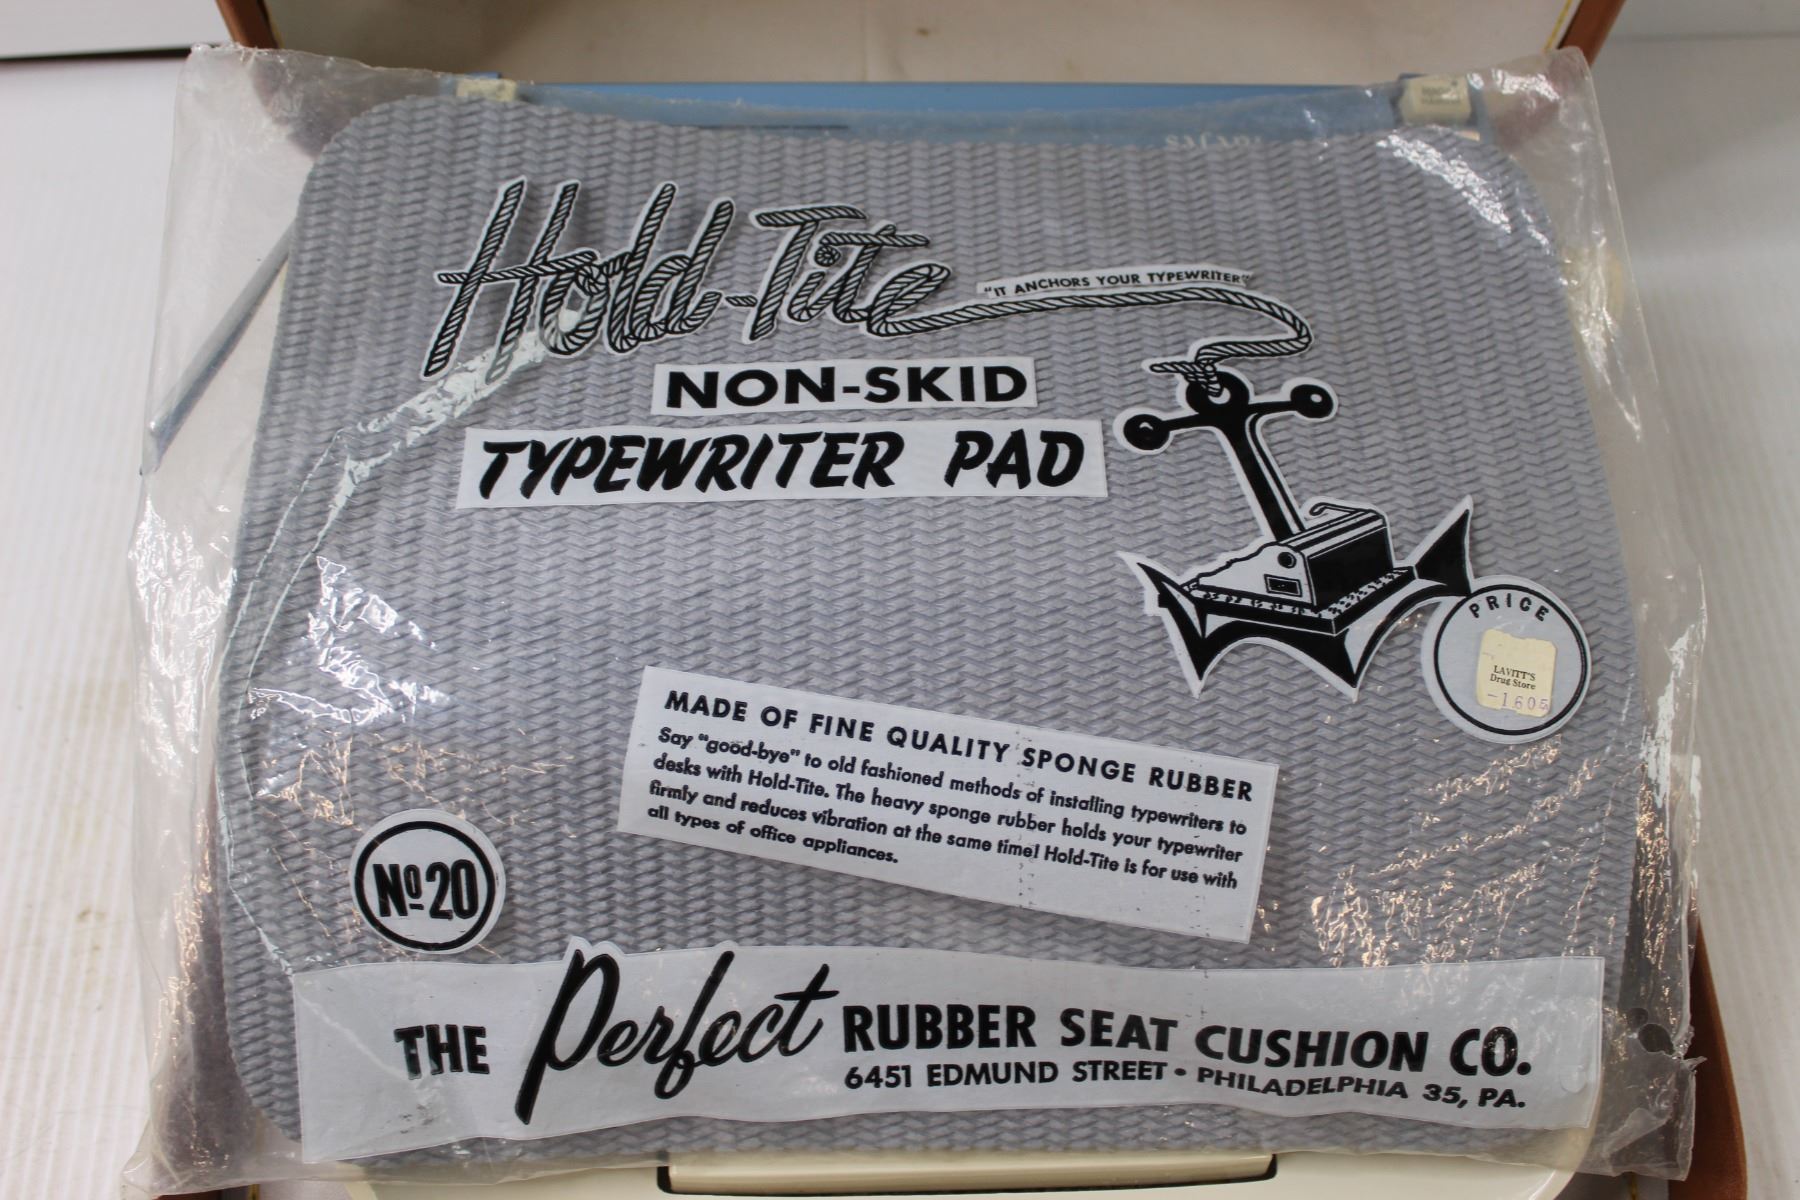 Hold-Tite
"IT ANCHORS YOUR TYPEWRITER"
NON-SKID
TYPEWRITER PAD
PRICE
LAVITT'S
Drug Store
MADE OF FINE QUALITY SPONGE RUBBER
Say "good-bye" to old fashioned methods of installing typewriters to
desks with Hold-Tite. The heavy sponge rubber holds your typewriter
firmly and reduces vibration at the same time! Hold-Tite is for use with
all types of office appliances.
No 20
THE Perfect RUBBER SEAT CUSHION CO.
6451 EDMUND STREET • PHILADELPHIA 35, PA.